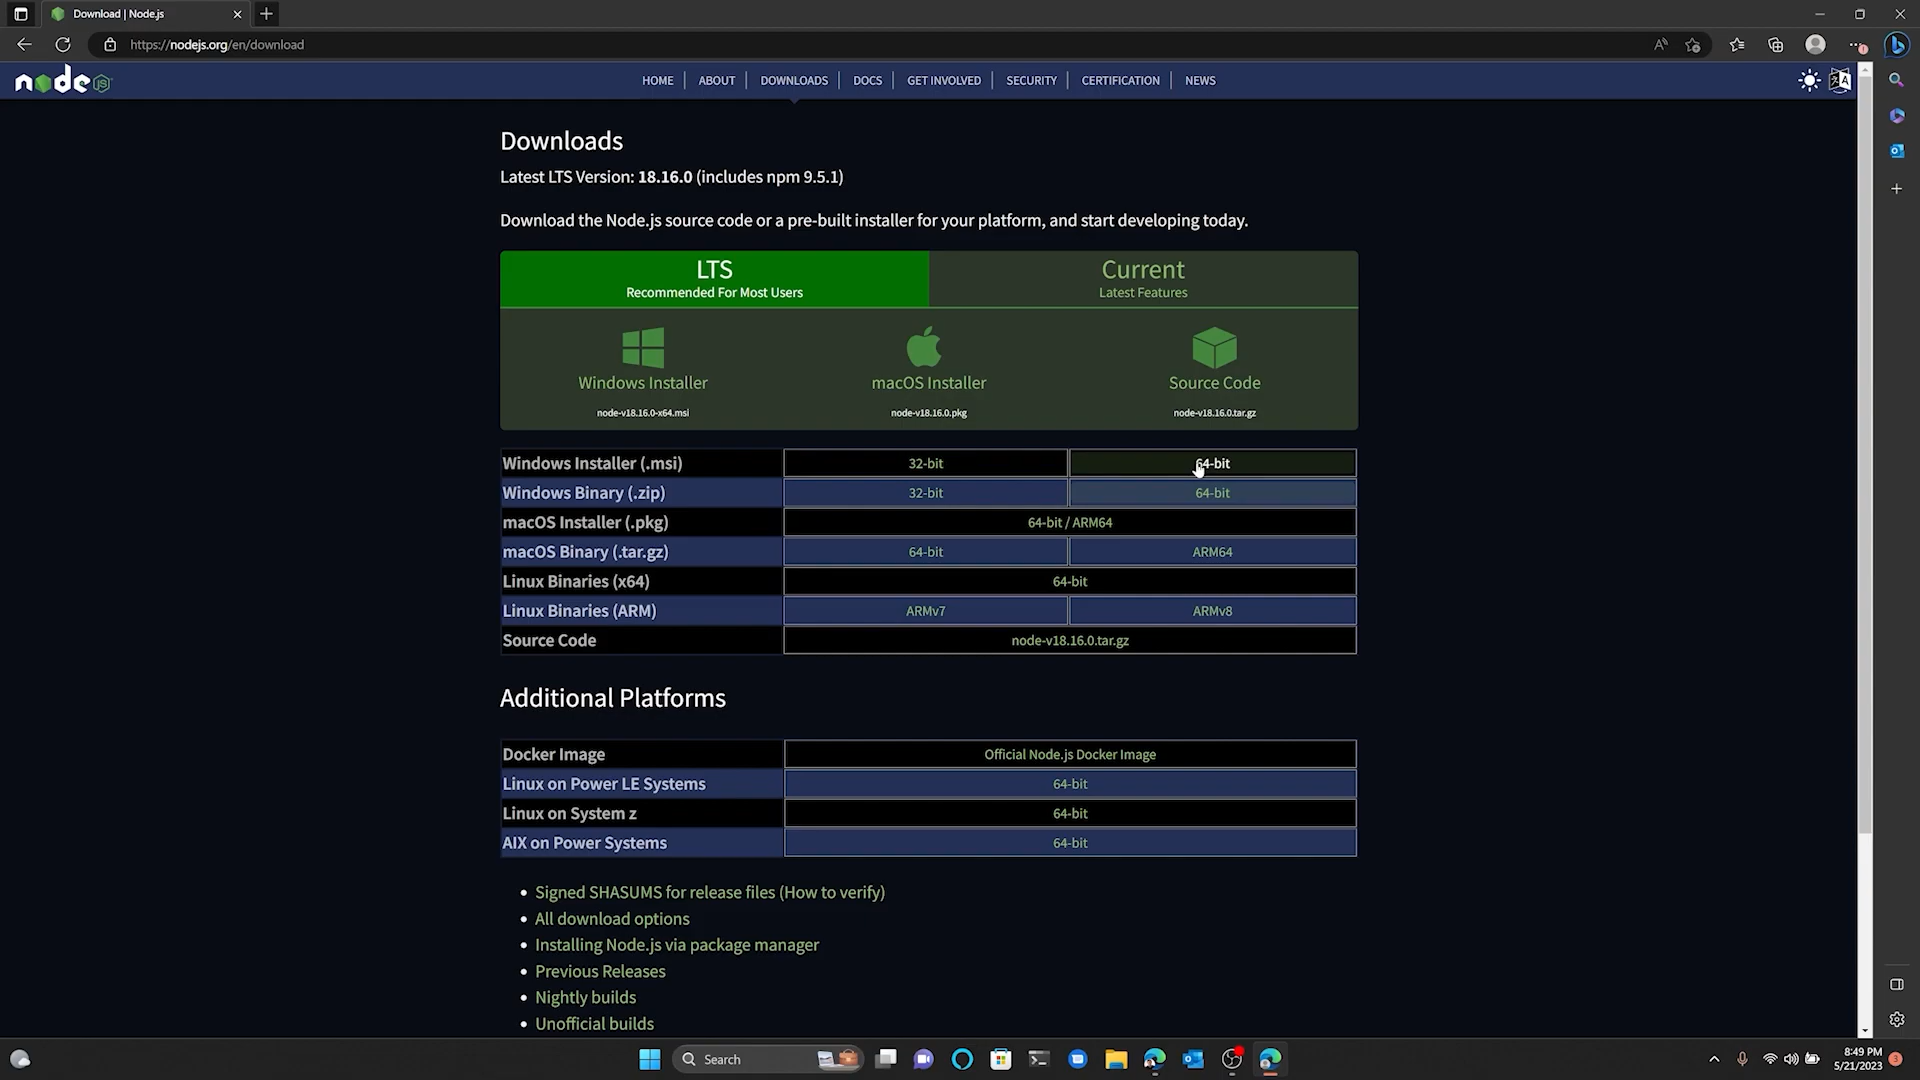 Download | Node.js
https://nodejs.org/en/download
node
HOME ABOUT DOWNLOADS DOCS GET INVOLVED SECURITY CERTIFICATION NEWS
Downloads
Latest LTS Version: 18.16.0 (includes npm 9.5.1)
Download the Node.js source code or a pre-built installer for your platform, and start developing today.
LTS
Recommended For Most Users
Current
Latest Features
Windows Installer
node-v18.16.0-x64.msi
macOS Installer
node-v18.16.0.pkg
Source Code
node-v18.16.0.tar.gz
Windows Installer (.msi) 32-bit 64-bit
Windows Binary (.zip) 32-bit 64-bit
macOS Installer (.pkg) 64-bit / ARM64
macOS Binary (.tar.gz) 64-bit ARM64
Linux Binaries (x64) 64-bit
Linux Binaries (ARM) ARMv7 ARMv8
Source Code node-v18.16.0.tar.gz
Additional Platforms
Docker Image Official Node.js Docker Image
Linux on Power LE Systems 64-bit
Linux on System z 64-bit
AIX on Power Systems 64-bit
Signed SHASUMS for release files (How to verify)
All download options
Installing Node.js via package manager
Previous Releases
Nightly builds
Unofficial builds
Search
8:49 PM
5/21/2023
3